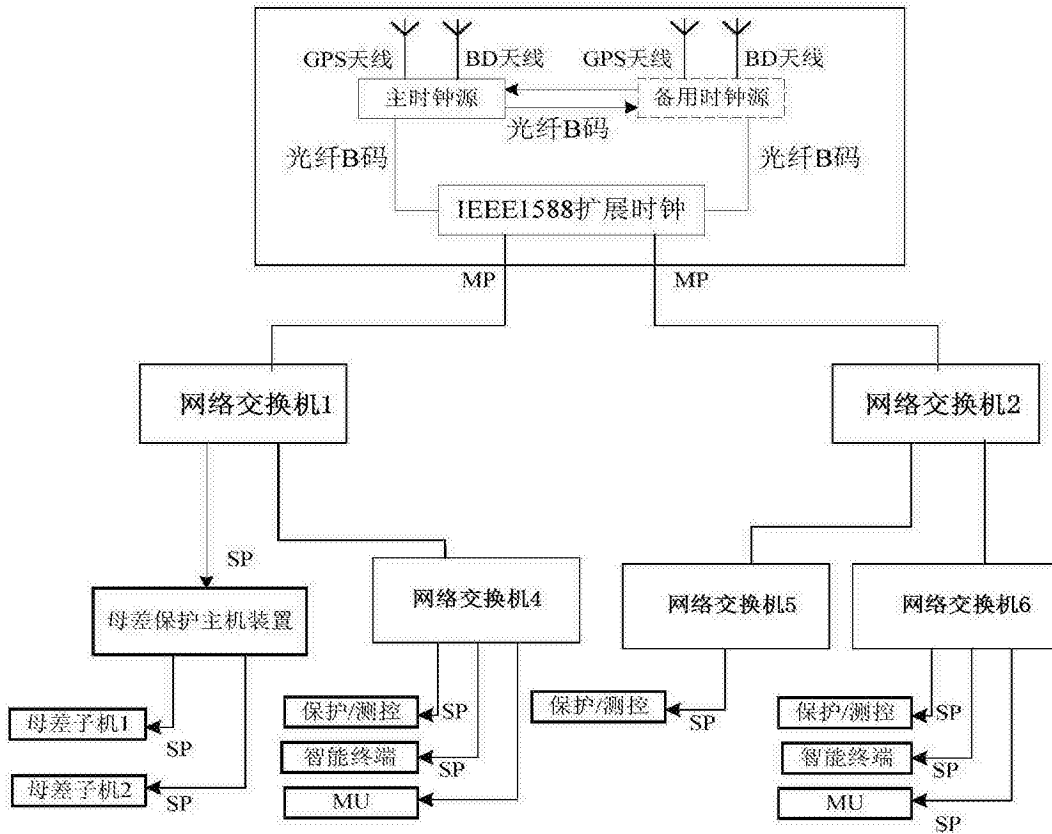 GPS天线 BD天线 GPS天线 BD天线
主时钟源 备用时钟源
光纤B码
光纤B码 光纤B码
IEEE1588扩展时钟
MP MP
网络交换机1 网络交换机2
SP
母差保护主机装置 网络交换机4 网络交换机5 网络交换机6
母差子机1 SP 保护/测控 SP 保护/测控 SP 保护/测控 SP
智能终端 SP 智能终端 SP
母差子机2 SP MU MU SP